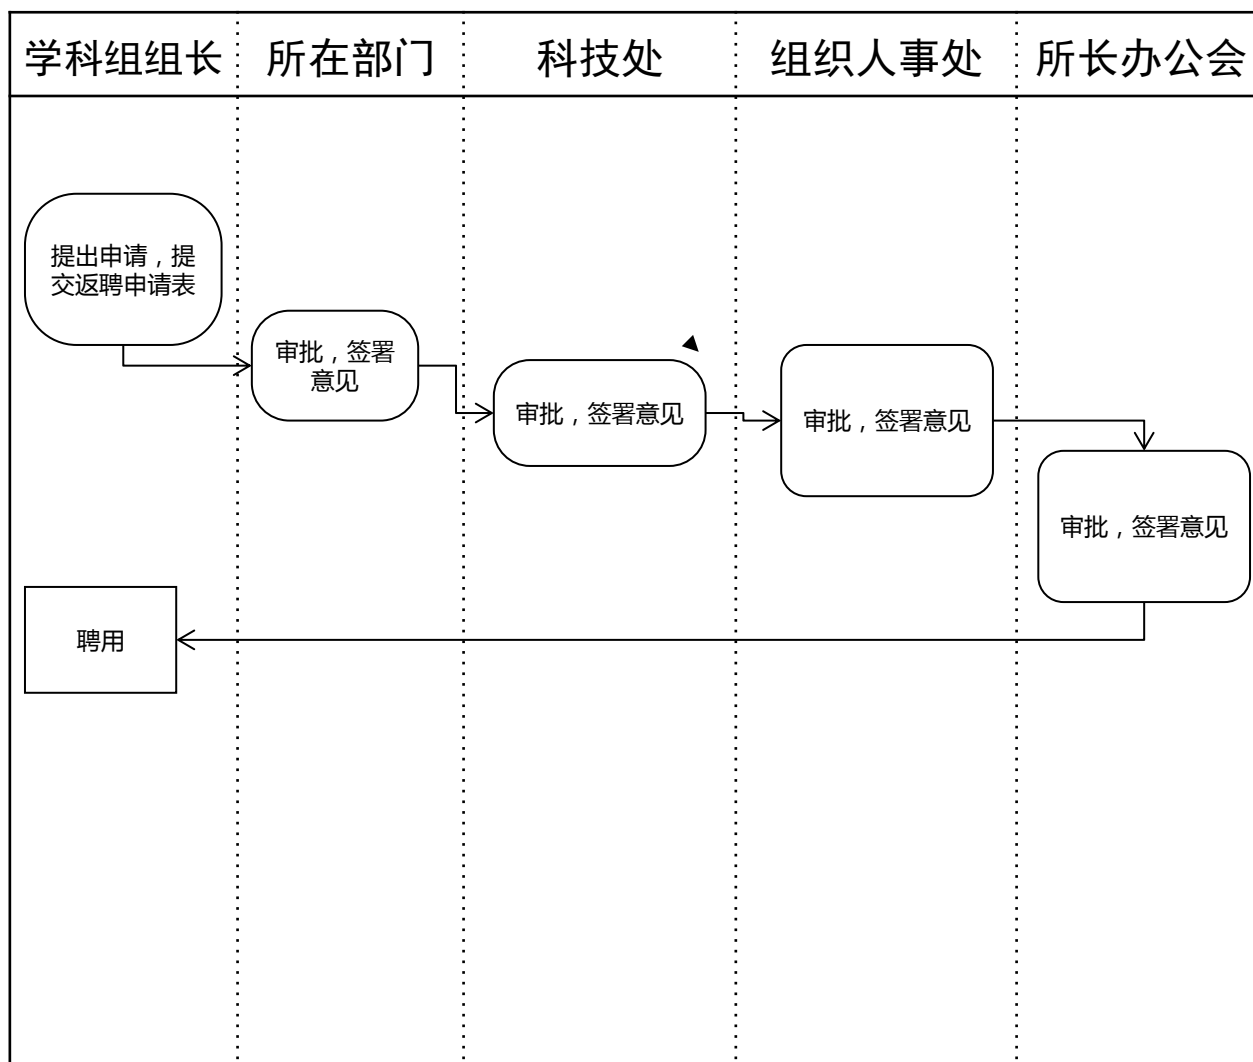 学科组组长 所在部门 科技处 组织人事处 所长办公会
提出申请，提
交返聘申请表
审批，签署
意见
审批，签署意见
审批，签署意见
审批，签署意见
聘用